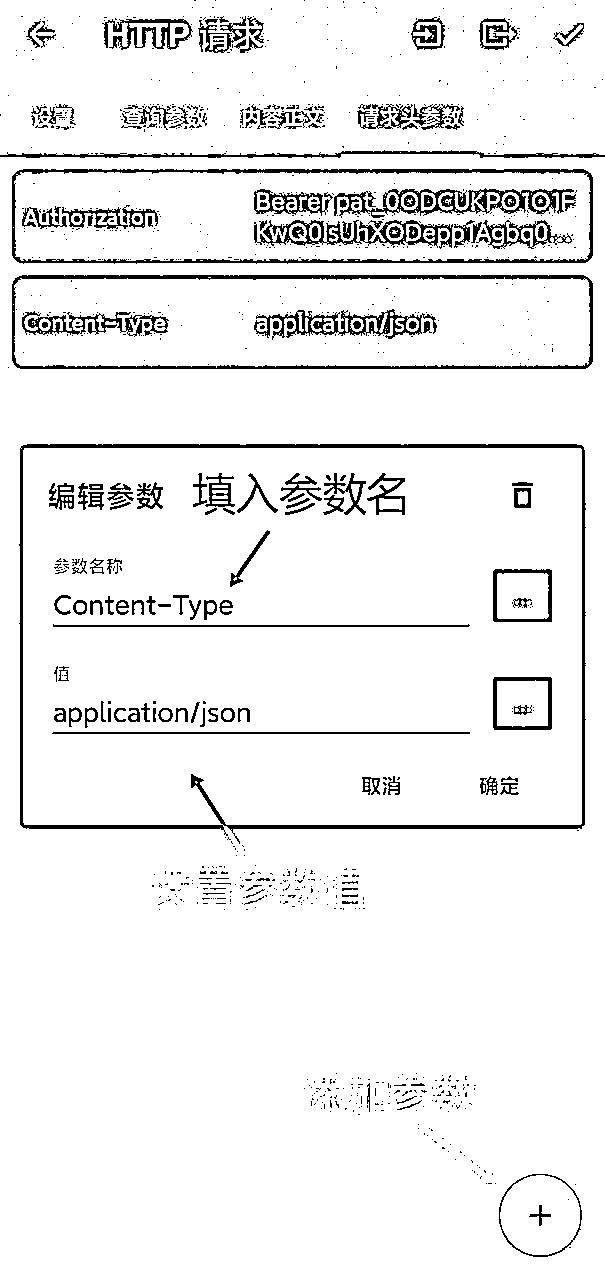 HTTP 请求
设置 查询参数 内容正文 请求头参数
Authorization
Bearer pat_0ODCUKPO1O1F
KwQ0lsUhXODepp1Agbq0...
Content-Type application/json
编辑参数 填入参数名
参数名称
Content-Type
值
application/json
取消 确定
设置参数值
添加参数